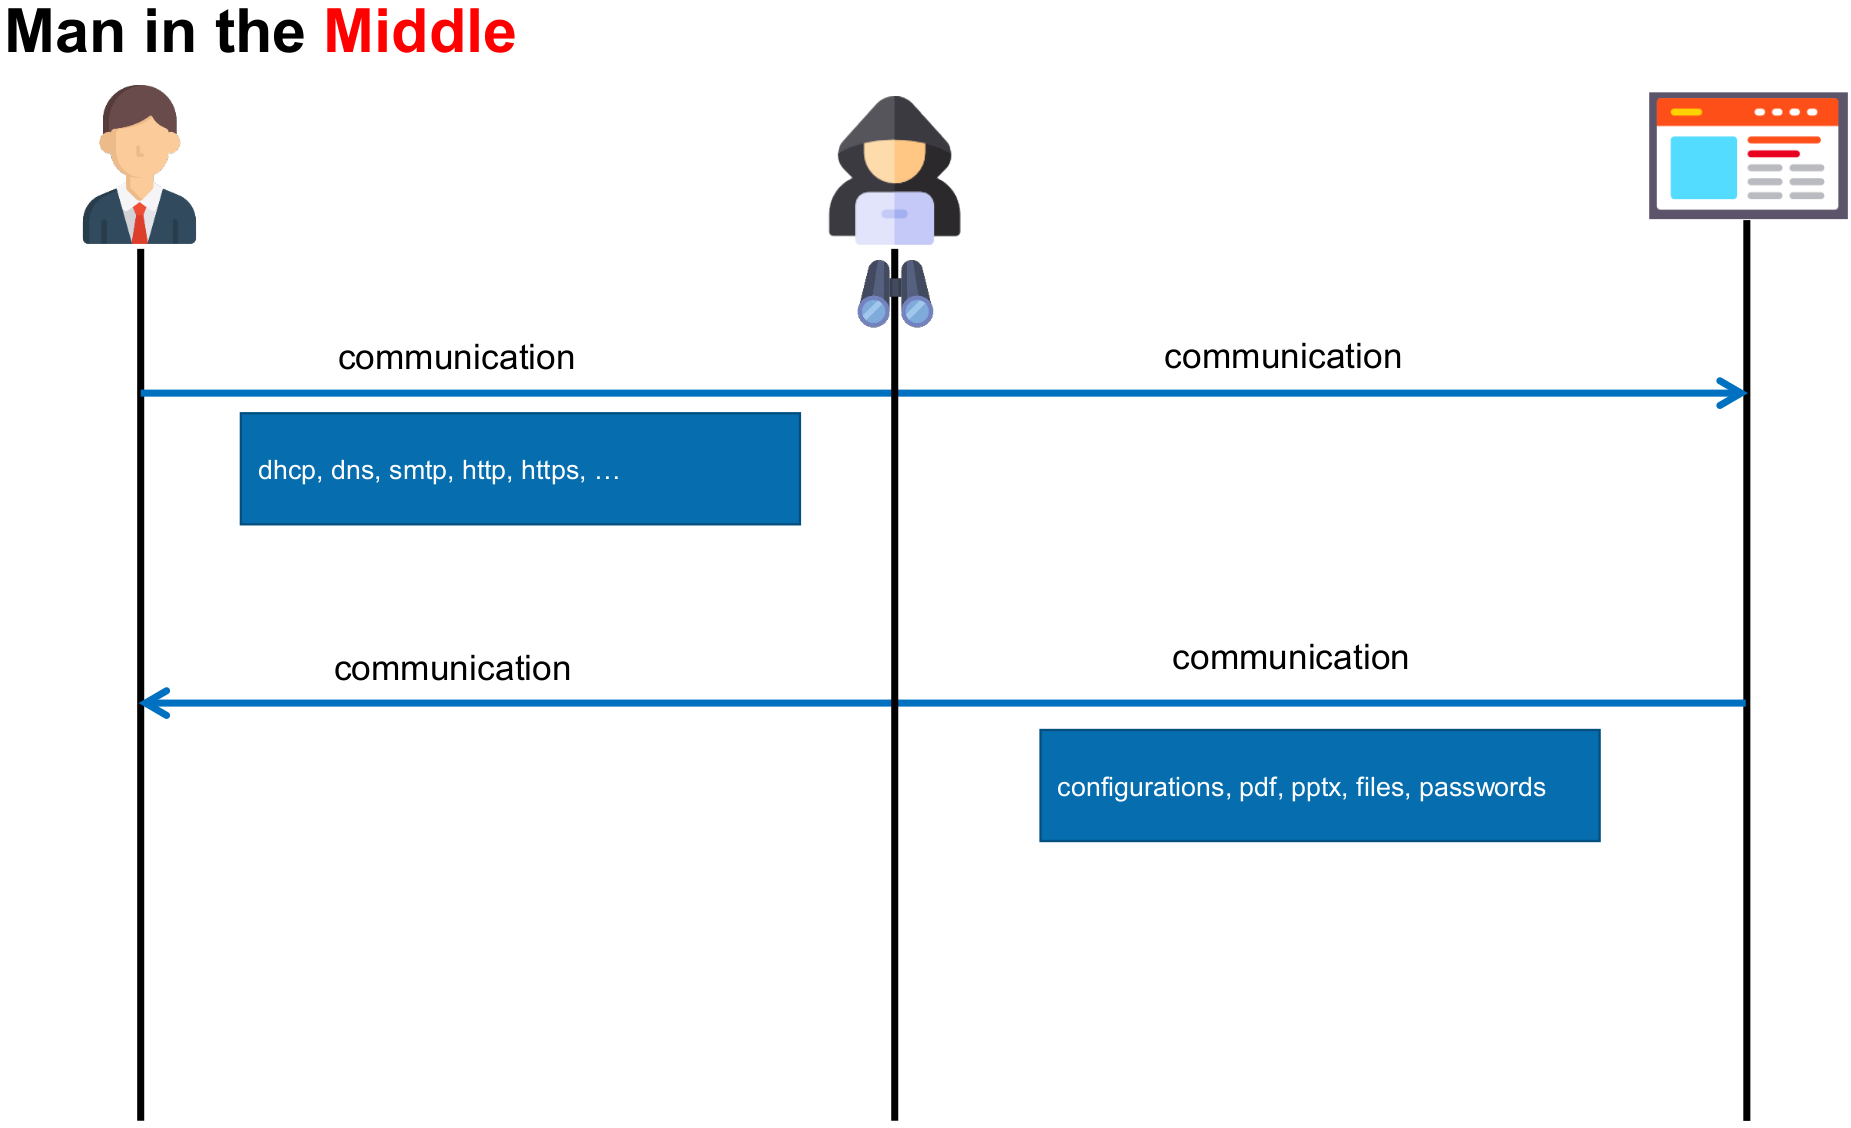 Man in the Middle
communication
communication
dhcp, dns, smtp, http, https, …
communication
communication
configurations, pdf, pptx, files, passwords